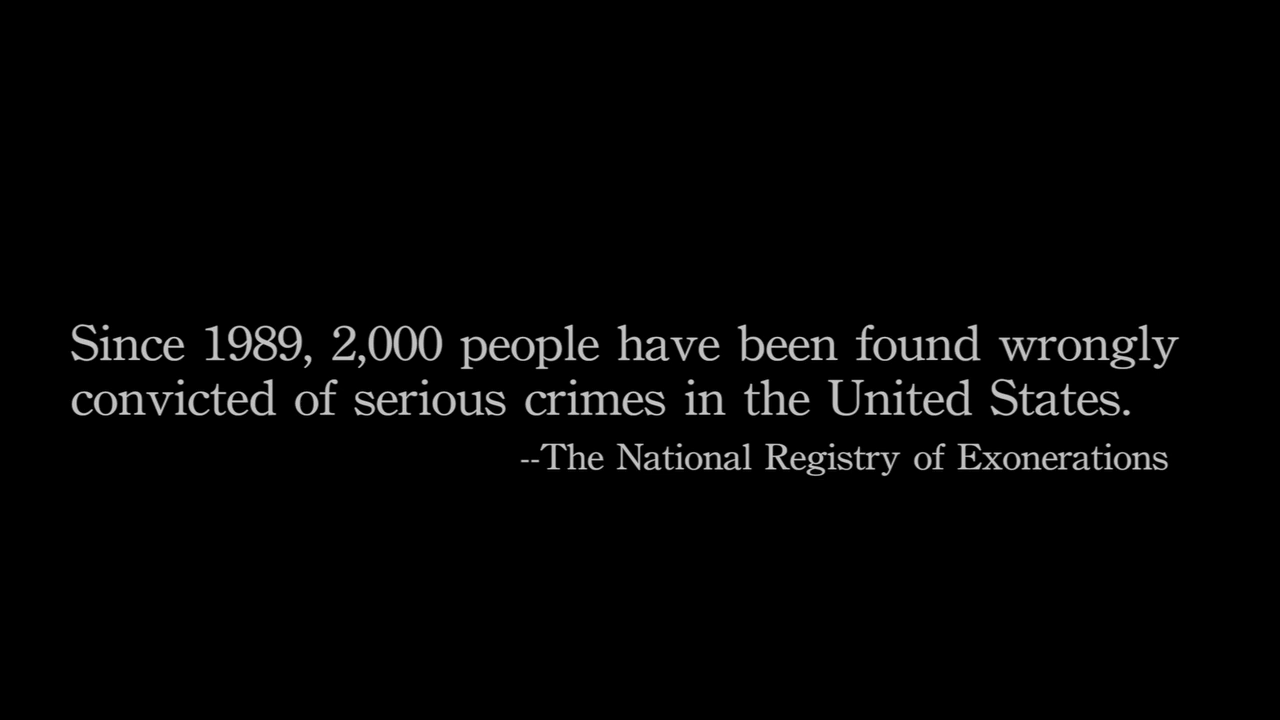 Since 1989, 2,000 people have been found wrongly
convicted of serious crimes in the United States.
--The National Registry of Exonerations